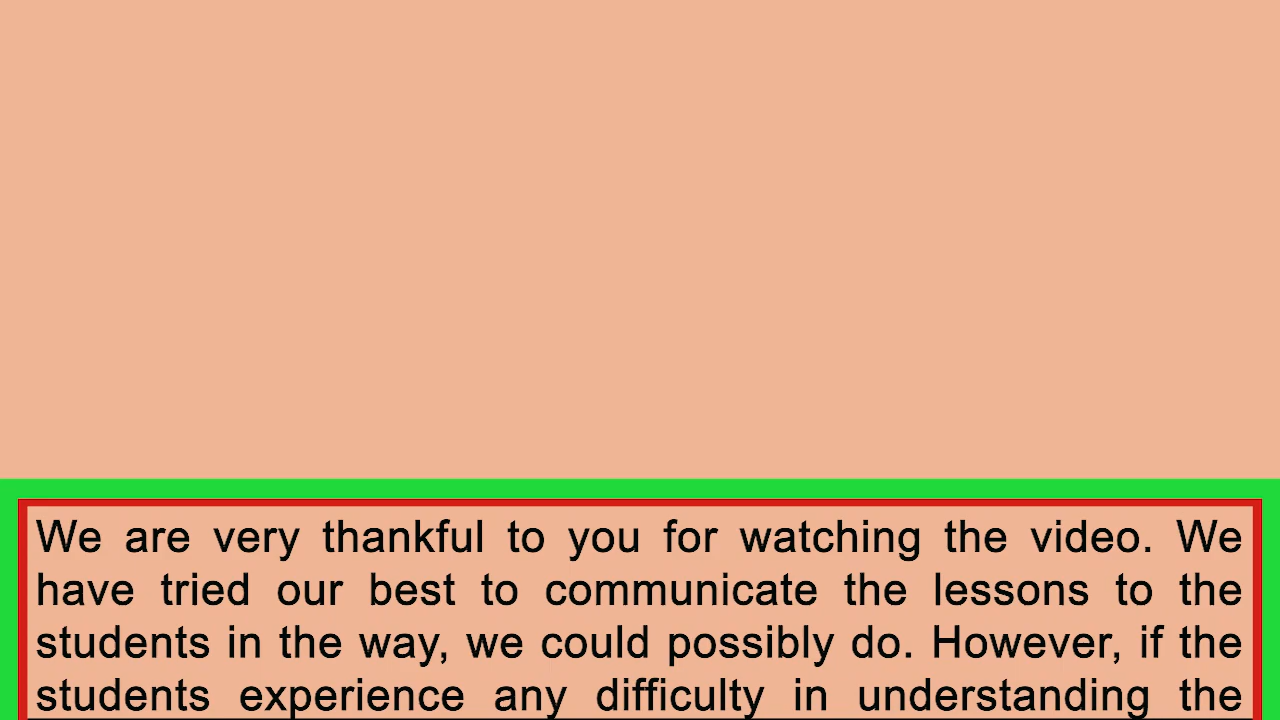 We are very thankful to you for watching the video. We
have tried our best to communicate the lessons to the
students in the way, we could possibly do. However, if the
students experience any difficulty in understanding the